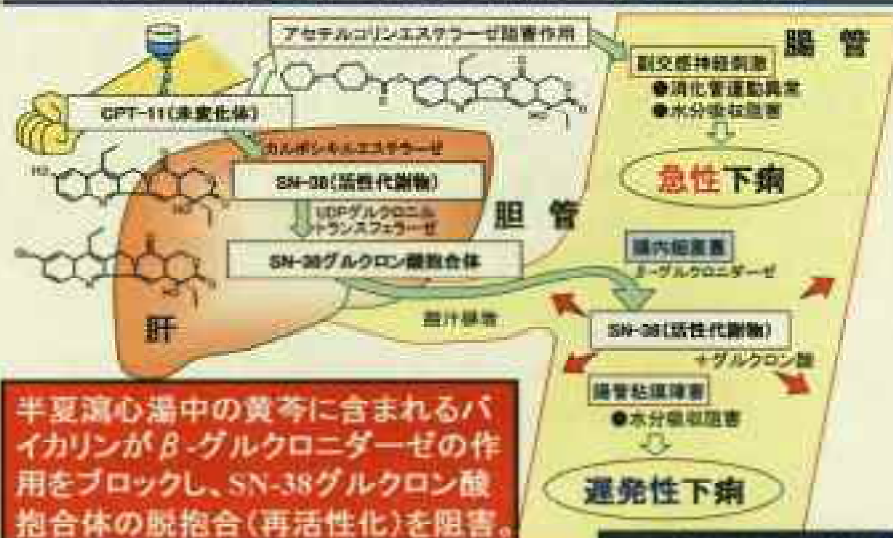 アセチルコリンエステラーゼ阻害作用
腸 管
副交感神経刺激
●消化管運動異常
●水分吸収阻害
急性下痢
CPT-11(未変化体)
カルボシキルエステラーゼ
SN-38(活性代謝物)
UDPグルクロニル
トランスフェラーゼ
胆 管
SN-38グルクロン酸抱合体
腸内細菌叢
β-グルクロニダーゼ
肝
胆汁排泄
SN-38(活性代謝物)
+グルクロン酸
腸管粘膜障害
●水分吸収阻害
遅発性下痢
半夏瀉心湯中の黄芩に含まれるバ
イカリンがβ-グルクロニダーゼの作
用をブロックし、SN-38グルクロン酸
抱合体の脱抱合(再活性化)を阻害。